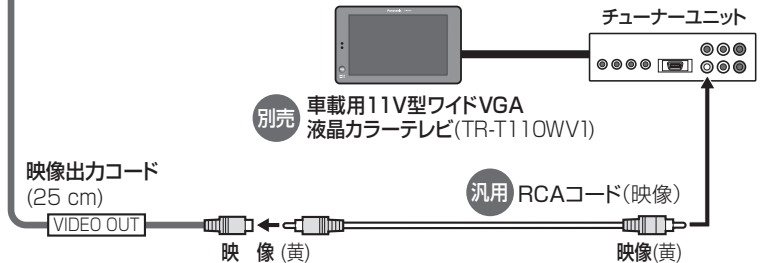 チューナーユニット
別売
車載用11V型ワイドVGA
液晶カラーテレビ(TR-T110WV1)
映像出力コード
(25 cm)
汎用 RCAコード(映像)
VIDEO OUT
映 像 (黄)
映像(黄)